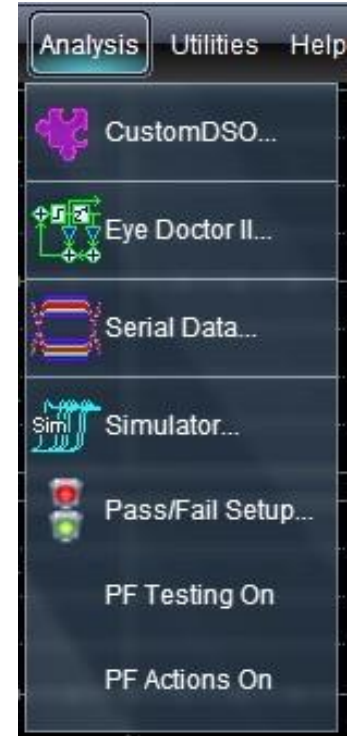 Analysis Utilities Help
CustomDSO...
Eye Doctor II...
Serial Data...
Sim Simulator...
Pass/Fail Setup...
PF Testing On
PF Actions On